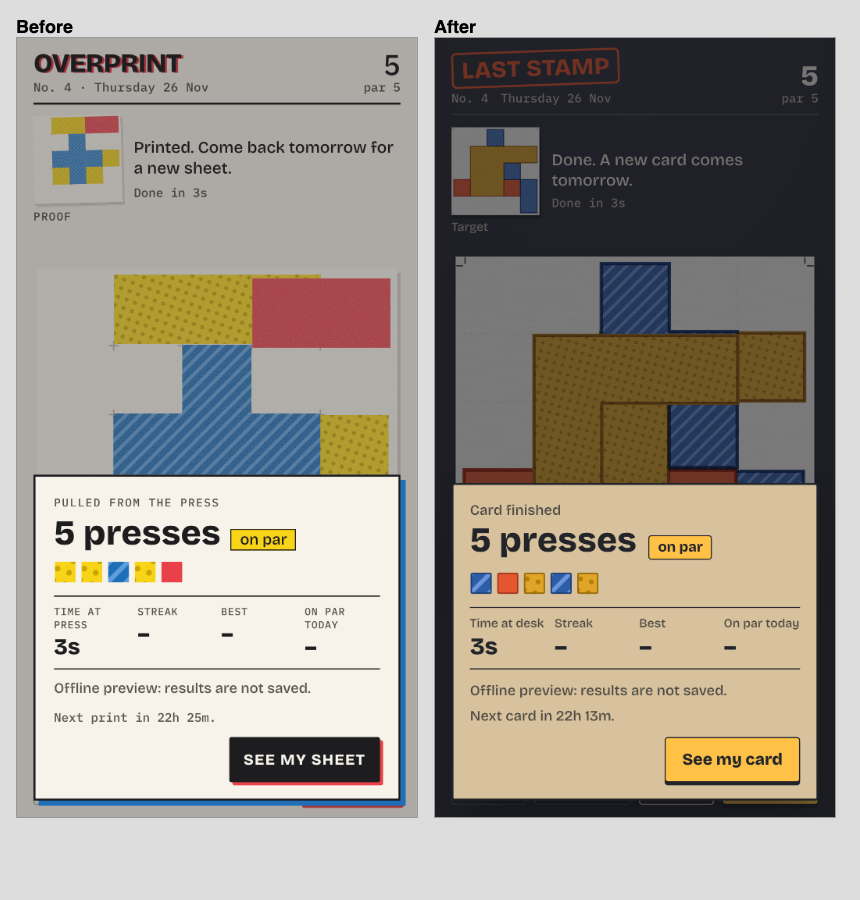 Before
OVERPRINT
5
No. 4 · Thursday 26 Nov
par 5
Printed. Come back tomorrow for
a new sheet.
Done in 3s
PROOF
PULLED FROM THE PRESS
5 presses
on par
TIME AT PRESS
STREAK
BEST
ON PAR TODAY
3s
–
–
–
Offline preview: results are not saved.
Next print in 22h 25m.
SEE MY SHEET
After
LAST STAMP
5
No. 4 Thursday 26 Nov
par 5
Done. A new card comes
tomorrow.
Done in 3s
Target
Card finished
5 presses
on par
Time at desk
Streak
Best
On par today
3s
–
–
–
Offline preview: results are not saved.
Next card in 22h 13m.
See my card